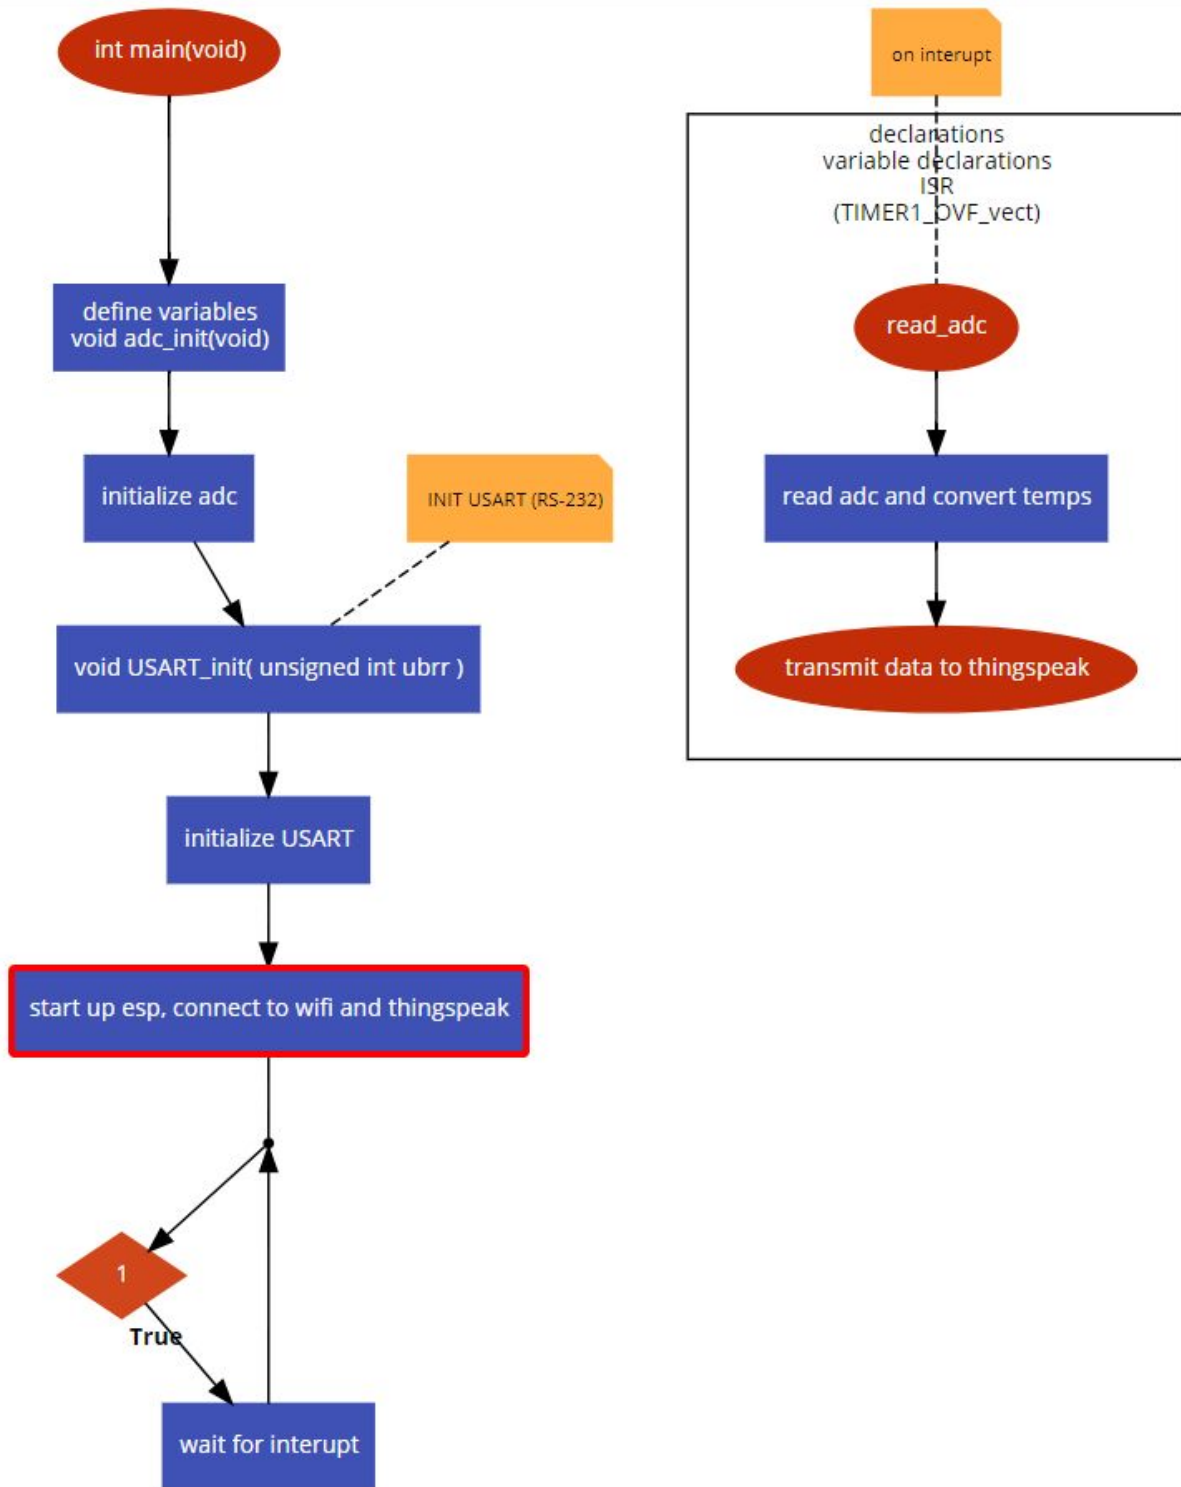 int main(void)
define variables
void adc_init(void)
initialize adc
INIT USART (RS-232)
void USART_init( unsigned int ubrr )
initialize USART
start up esp, connect to wifi and thingspeak
1
True
wait for interupt
on interupt
declarations
variable declarations
ISR
(TIMER1_OVF_vect)
read_adc
read adc and convert temps
transmit data to thingspeak